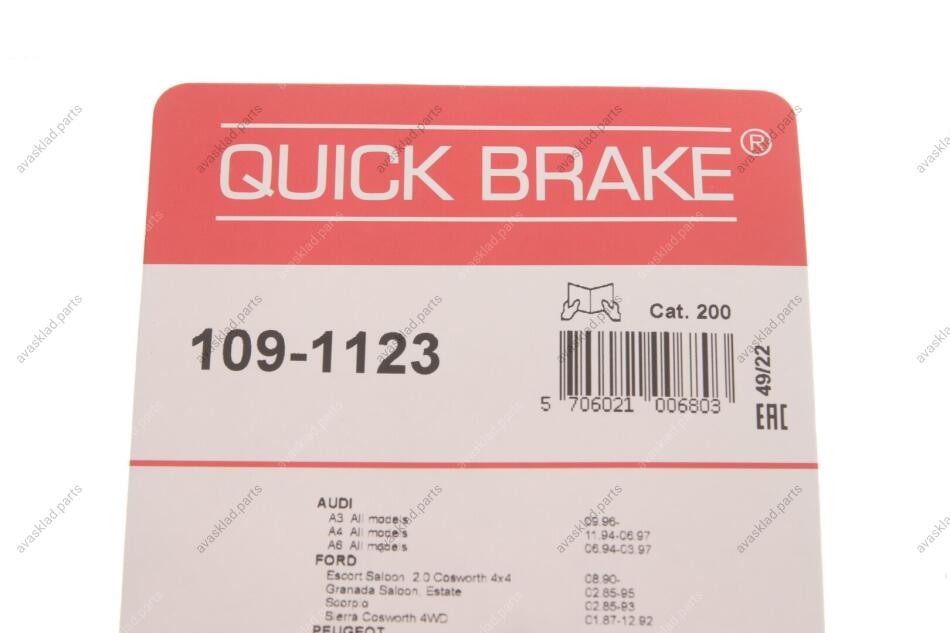 QUICK BRAKE®
109-1123
Cat. 200
49/22
5 706021 006803
EAC
AUDI
A3 All models 09.96-
A4 All models 11.94-06.97
A6 All models 06.94-03.97
FORD
Escort Saloon 2.0 Cosworth 4x4 08.90-
Granada Saloon, Estate 02.85-95
Scorpio 02.85-93
Sierra Cosworth 4WD 01.87-12.92
PEUGEOT
avasklad.parts